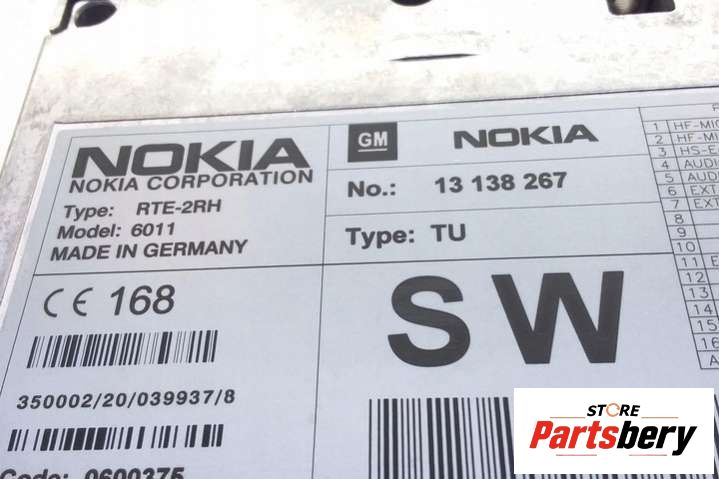 NOKIA
NOKIA CORPORATION
Type: RTE-2RH
Model: 6011
MADE IN GERMANY
GM NOKIA
No.: 13 138 267
Type: TU
CE 168
350002/20/039937/8
Code: 0600375
SW
1 HF-MIC
2 HF-MI
3 HS-E
4 AUDI
5 AUDI
6 EXT
7 EXT
8
9
10
11 E
12
13
14
15
16
A
STORE
Partsbery